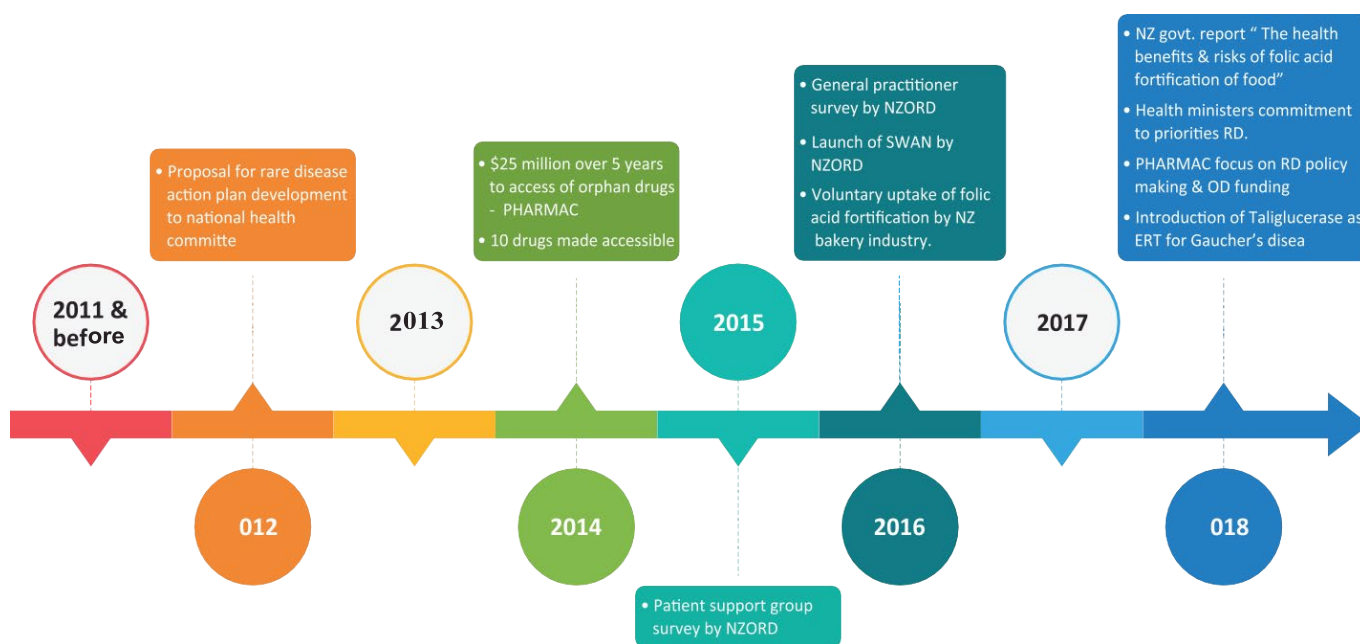 • NZ govt. report “ The health
benefits & risks of folic acid
fortification of food”
• Health ministers commitment
to priorities RD.
• PHARMAC focus on RD policy
making & OD funding
• Introduction of Taliglucerase as
ERT for Gaucher’s disea
• General practitioner
survey by NZORD
• Launch of SWAN by
NZORD
• Voluntary uptake of folic
acid fortification by NZ
bakery industry.
• Proposal for rare disease
action plan development
to national health
committe
• $25 million over 5 years
to access of orphan drugs
- PHARMAC
• 10 drugs made accessible
2011 &
before
2013
2015
2017
012
2014
2016
018
• Patient support group
survey by NZORD